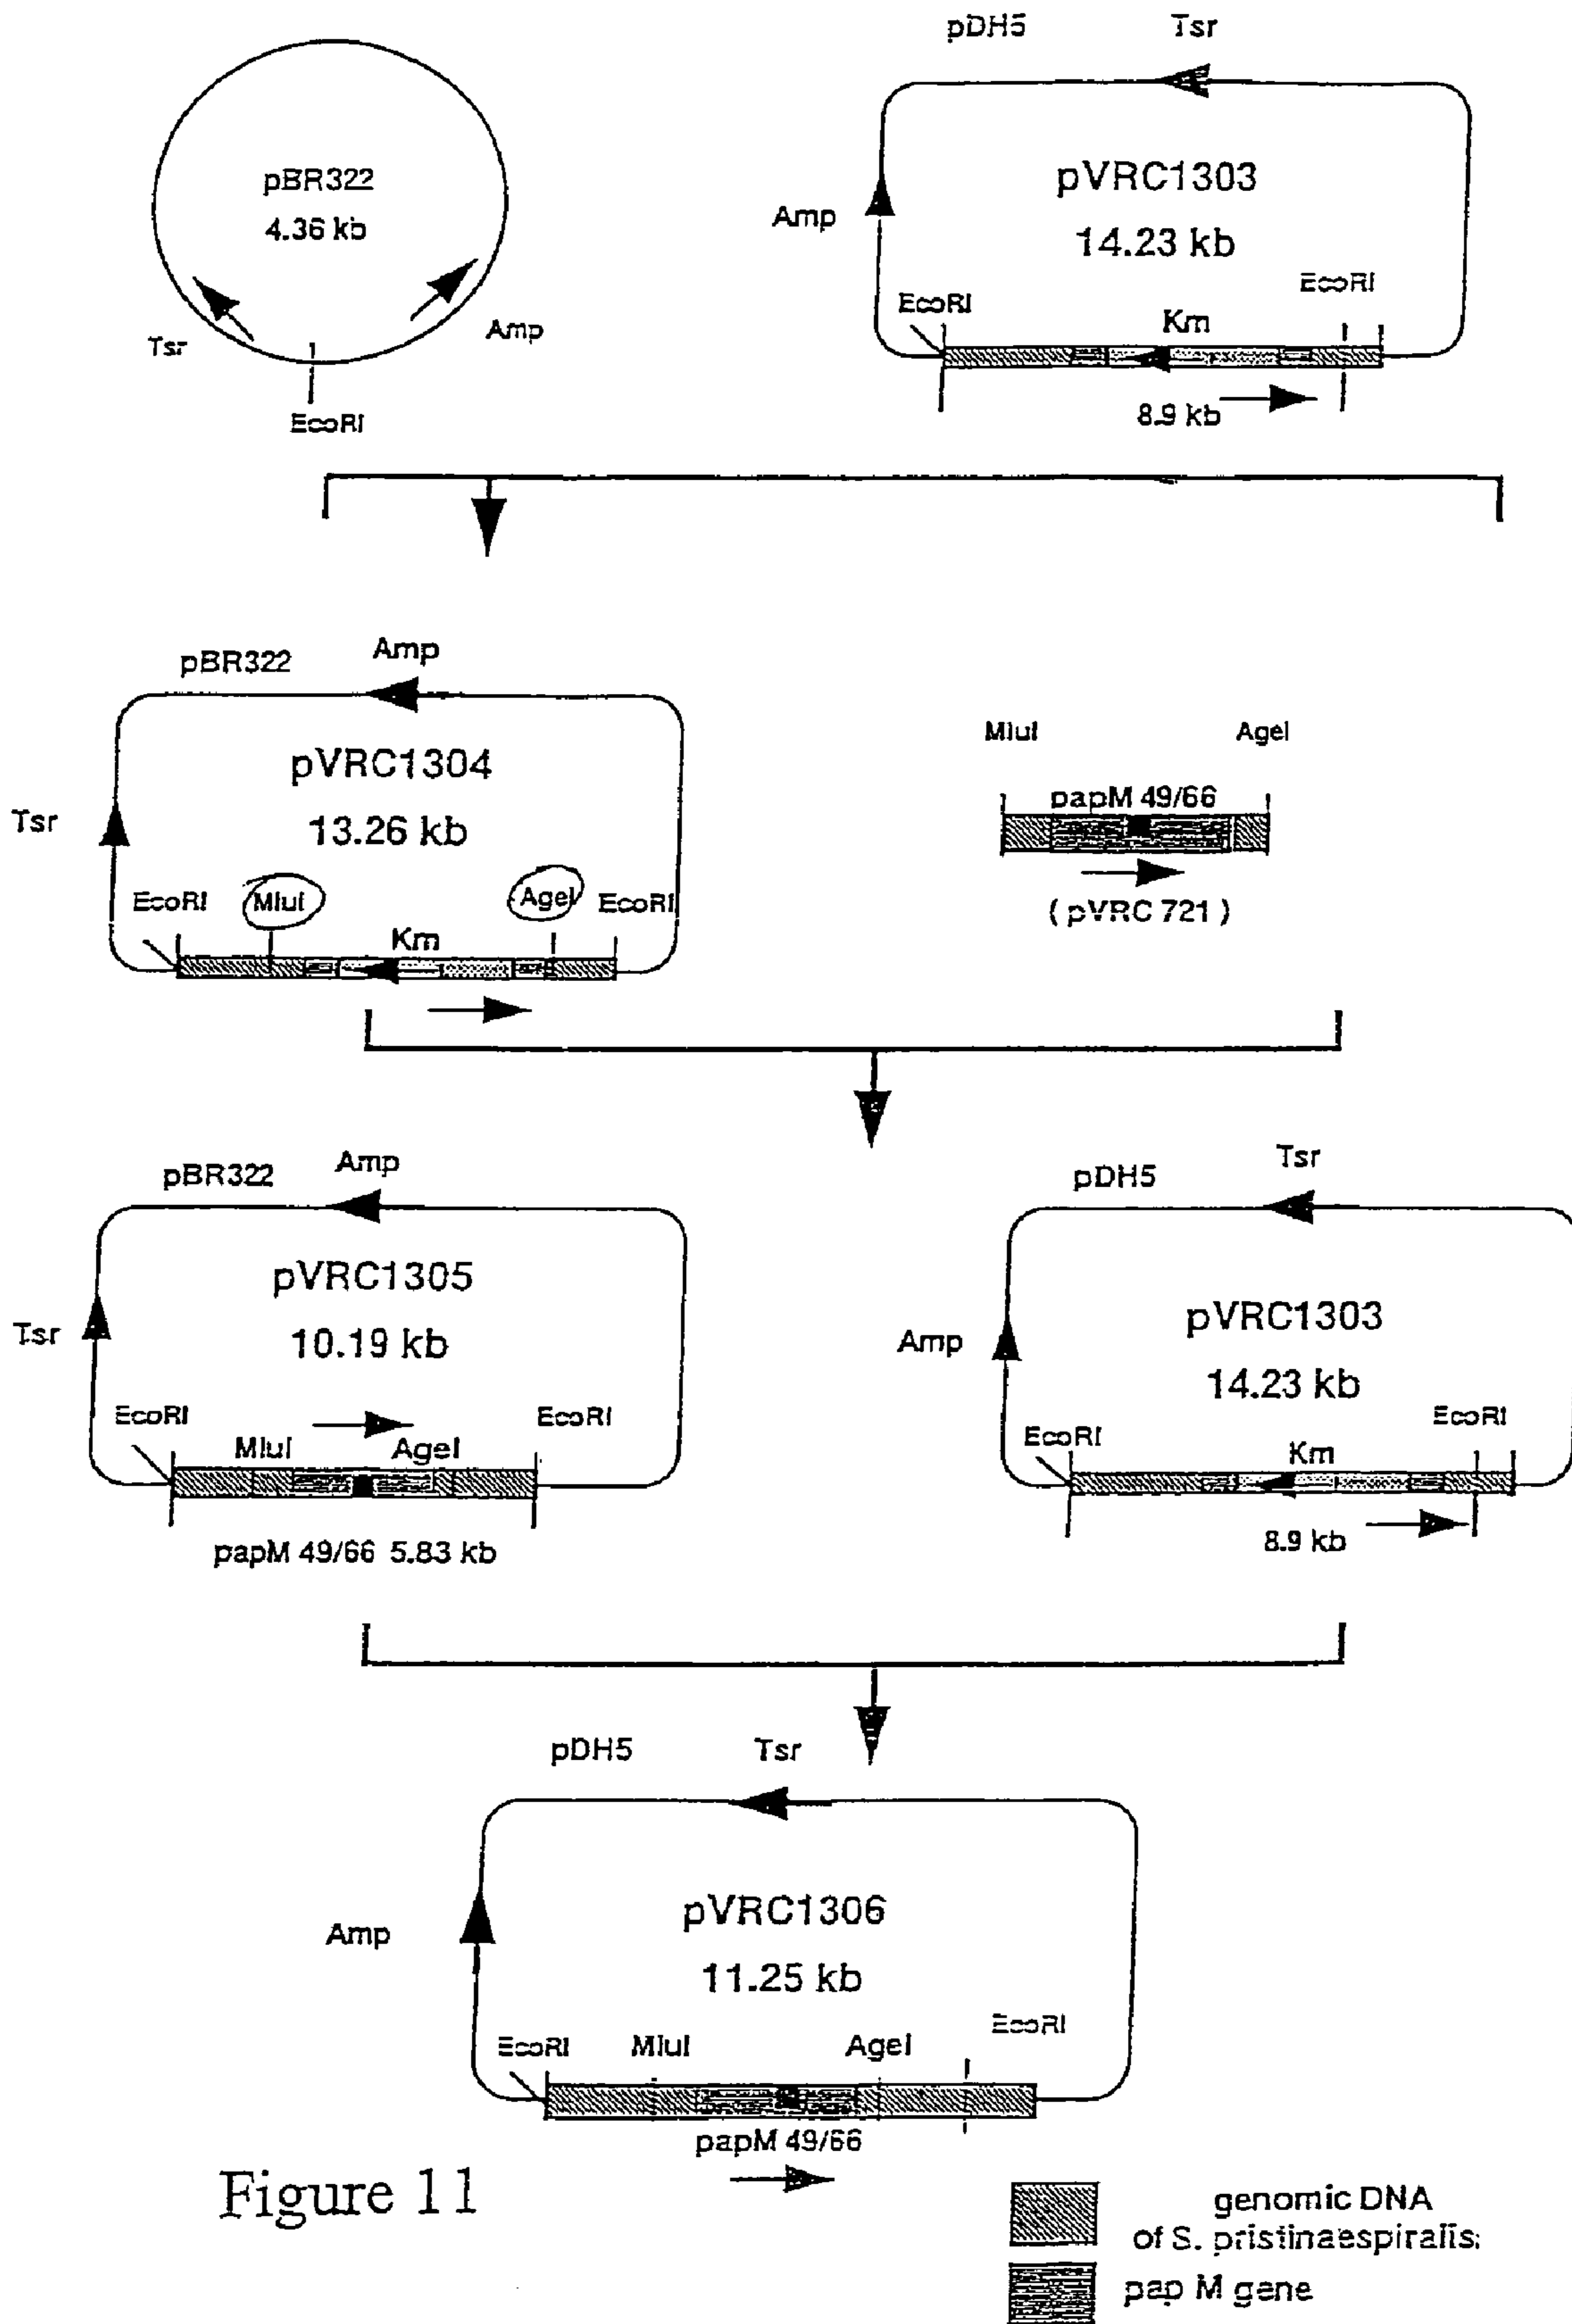 pDH5 Tsr
pBR322
4.36 kb
Tsr
Amp
EcoRI
pVRC1303
14.23 kb
Amp
EcoRI
EcoRI
Km
8.9 kb
pBR322
Amp
pVRC1304
13.26 kb
Tsr
EcoRI
MluI
AgeI
EcoRI
Km
MluI
AgeI
papM 49/66
( pVRC 721 )
pBR322
Amp
pVRC1305
10.19 kb
Tsr
EcoRI
EcoRI
MluI
AgeI
papM 49/66 5.83 kb
pDH5
Tsr
pVRC1303
14.23 kb
Amp
EcoRI
EcoRI
Km
8.9 kb
pDH5
Tsr
pVRC1306
11.25 kb
Amp
EcoRI
MluI
AgeI
EcoRI
papM 49/66
Figure 11
genomic DNA
of S. pristinaespiralis
pap M gene